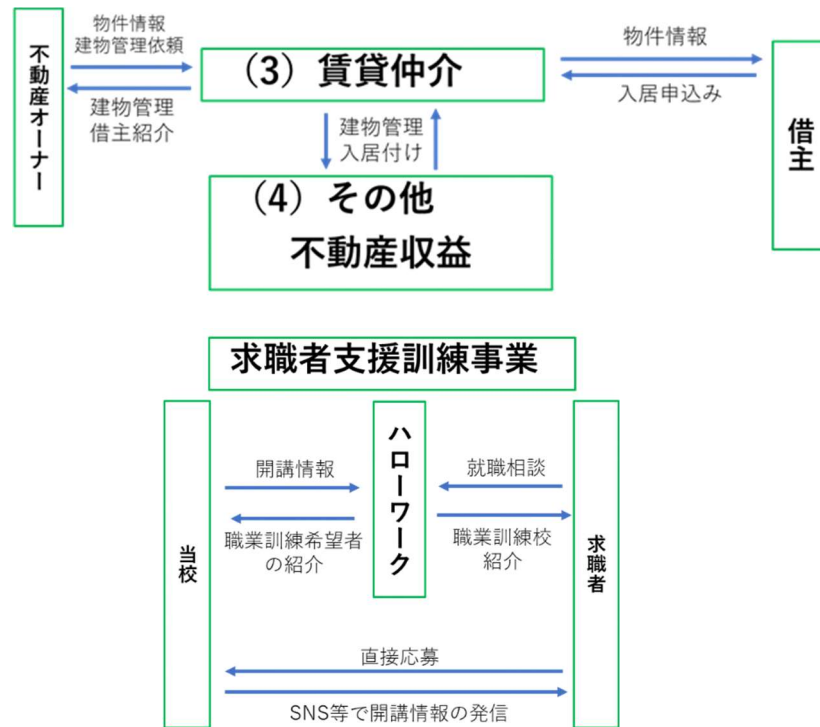 不動産オーナー
物件情報
建物管理依頼
建物管理
借主紹介
（3）賃貸仲介
物件情報
入居申込み
借主
建物管理
入居付け
（4）その他
不動産収益
求職者支援訓練事業
当校
開講情報
職業訓練希望者
の紹介
ハローワーク
就職相談
職業訓練校
紹介
求職者
直接応募
SNS等で開講情報の発信